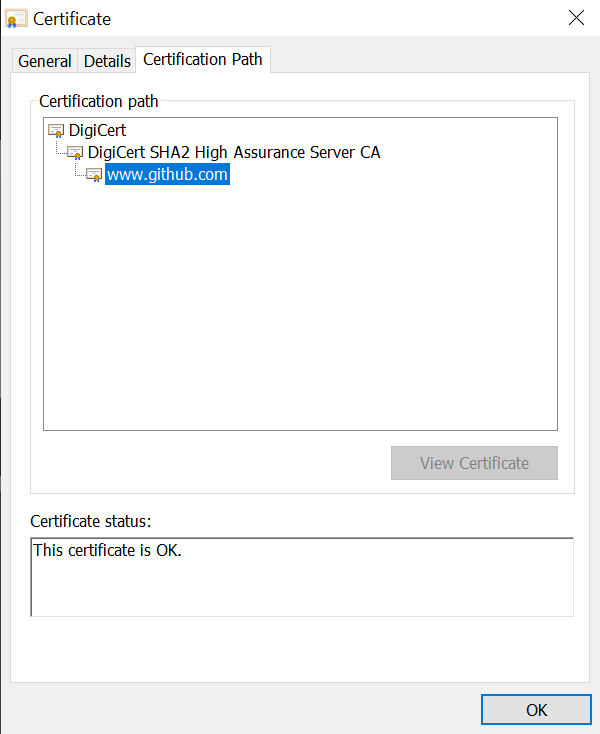 Certificate
General Details Certification Path
Certification path
DigiCert
DigiCert SHA2 High Assurance Server CA
www.github.com
View Certificate
Certificate status:
This certificate is OK.
OK